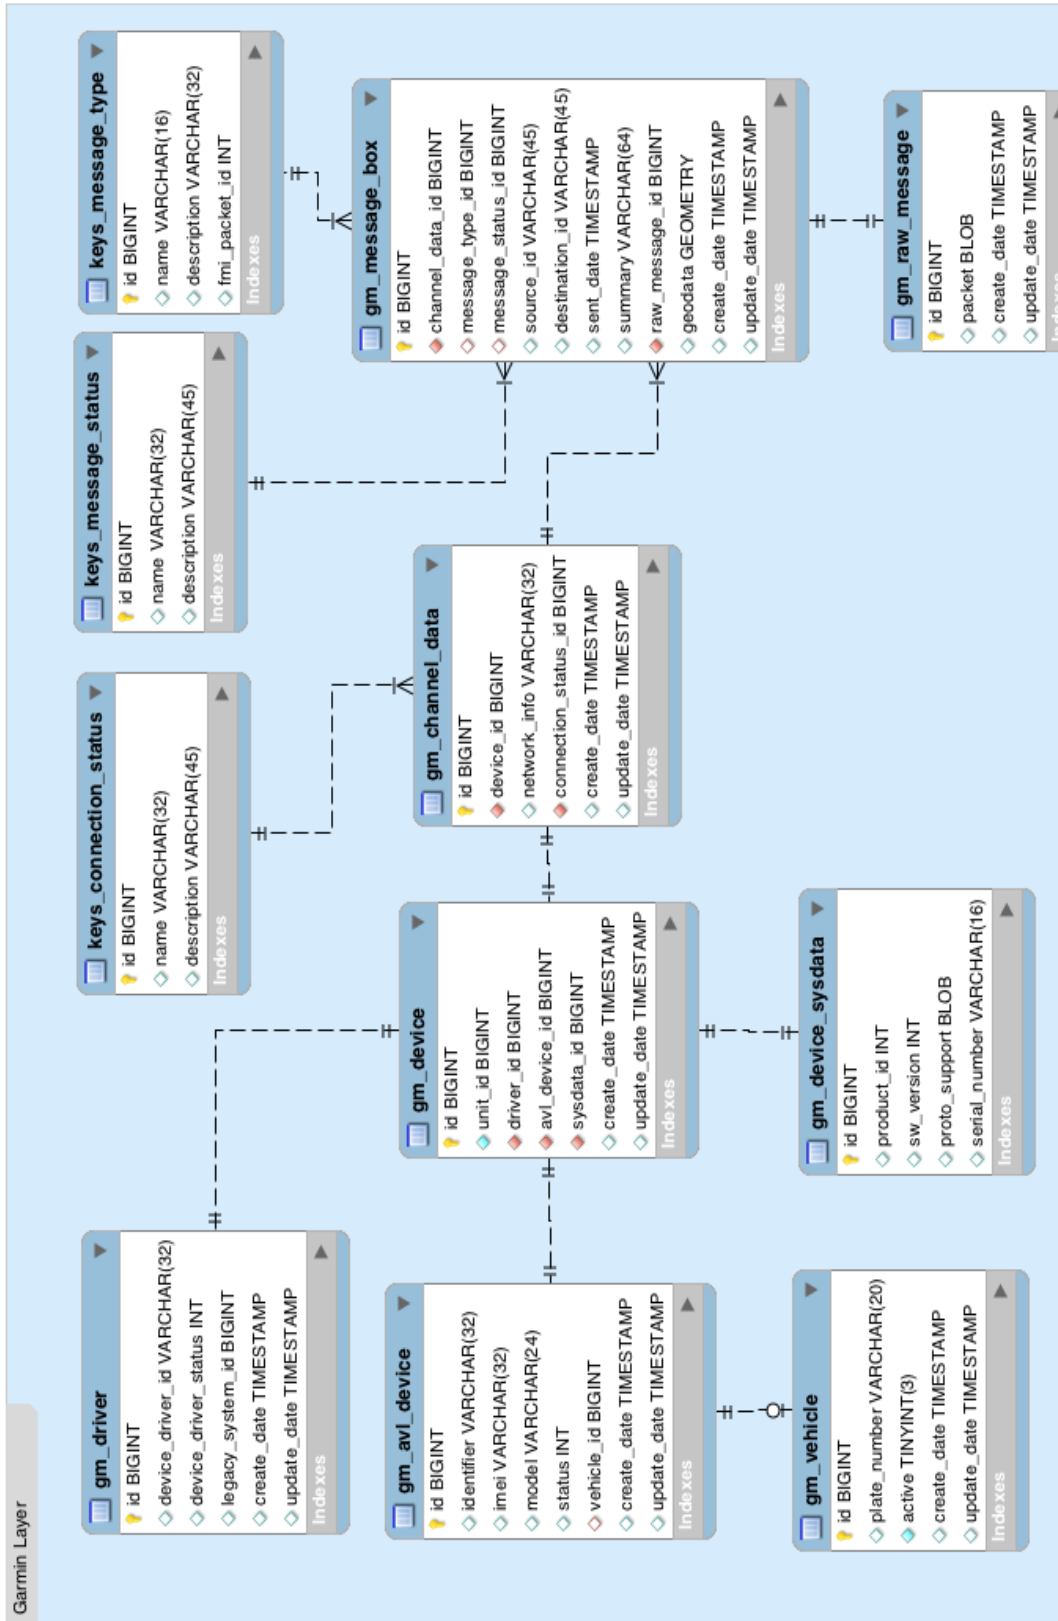 Garmin Layer
gm_driver
id BIGINT
device_driver_id VARCHAR(32)
device_driver_status INT
legacy_system_id BIGINT
create_date TIMESTAMP
update_date TIMESTAMP
Indexes
keys_connection_status
id BIGINT
name VARCHAR(32)
description VARCHAR(45)
Indexes
keys_message_status
id BIGINT
name VARCHAR(32)
description VARCHAR(45)
Indexes
keys_message_type
id BIGINT
name VARCHAR(16)
description VARCHAR(32)
fmi_packet_id INT
Indexes
gm_avl_device
id BIGINT
identifier VARCHAR(32)
imei VARCHAR(32)
model VARCHAR(24)
status INT
vehicle_id BIGINT
create_date TIMESTAMP
update_date TIMESTAMP
Indexes
gm_device
id BIGINT
unit_id BIGINT
driver_id BIGINT
avl_device_id BIGINT
sysdata_id BIGINT
create_date TIMESTAMP
update_date TIMESTAMP
Indexes
gm_channel_data
id BIGINT
device_id BIGINT
network_info VARCHAR(32)
connection_status_id BIGINT
create_date TIMESTAMP
update_date TIMESTAMP
Indexes
gm_message_box
id BIGINT
channel_data_id BIGINT
message_type_id BIGINT
message_status_id BIGINT
source_id VARCHAR(45)
destination_id VARCHAR(45)
sent_date TIMESTAMP
summary VARCHAR(64)
raw_message_id BIGINT
geodata GEOMETRY
create_date TIMESTAMP
update_date TIMESTAMP
Indexes
gm_vehicle
id BIGINT
plate_number VARCHAR(20)
active TINYINT(3)
create_date TIMESTAMP
update_date TIMESTAMP
Indexes
gm_device_sysdata
id BIGINT
product_id INT
sw_version INT
proto_support BLOB
serial_number VARCHAR(16)
Indexes
gm_raw_message
id BIGINT
packet BLOB
create_date TIMESTAMP
update_date TIMESTAMP
Indexes